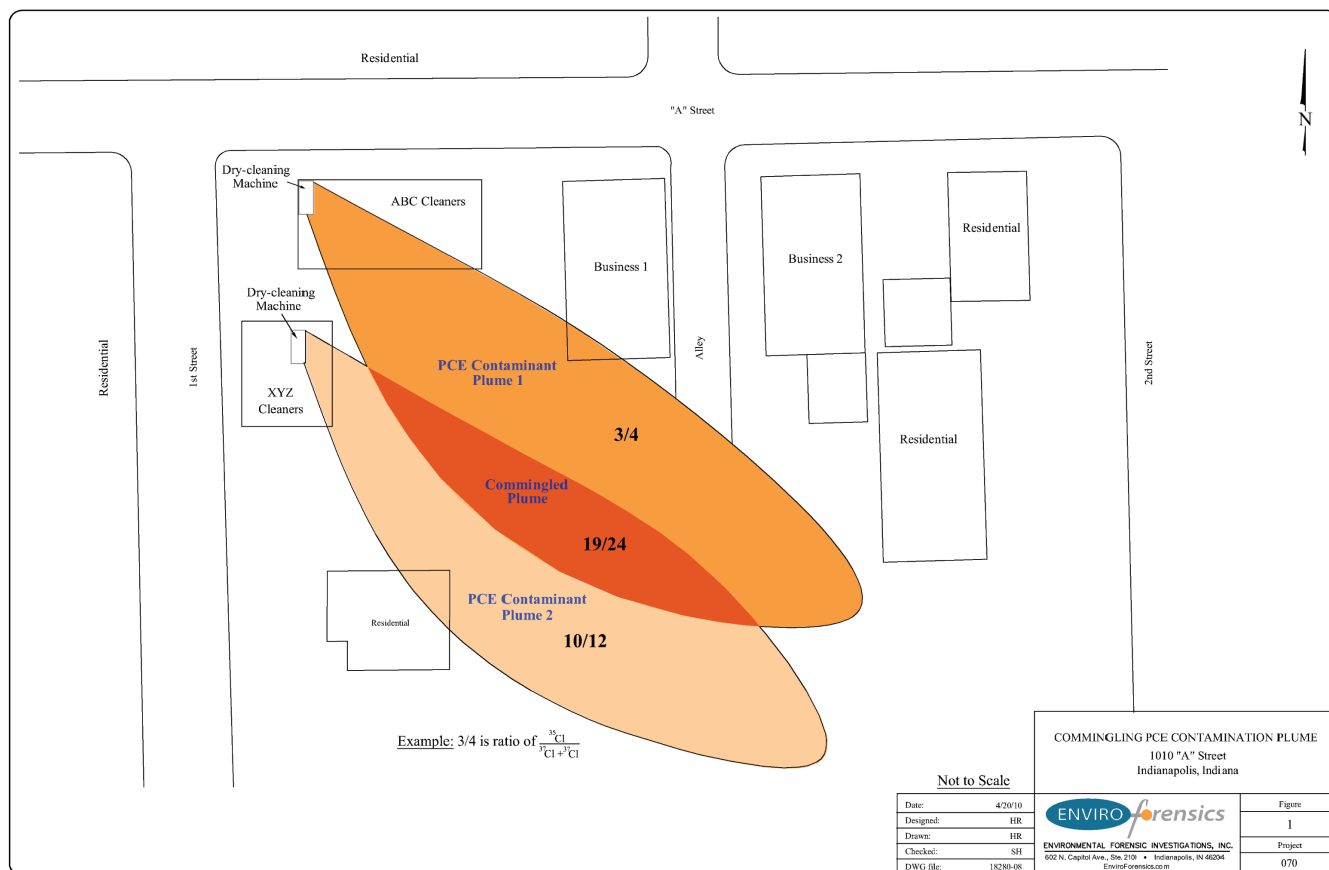 Residential
"A" Street
N
Dry-cleaning
Machine
ABC Cleaners
Business 1
Business 2
Residential
Dry-cleaning
Machine
XYZ
Cleaners
Residential
1st Street
Alley
2nd Street
PCE Contaminant
Plume 1
3/4
Residential
Commingled
Plume
19/24
PCE Contaminant
Plume 2
10/12
Residential
Example: 3/4 is ratio of
35Cl
37Cl + 37Cl
Not to Scale
COMMINGLING PCE CONTAMINATION PLUME
1010 "A" Street
Indianapolis, Indiana
Date: 4/20/10
Designed: HR
Drawn: HR
Checked: SH
DWG file: 18280-08
ENVIRO forensics
ENVIRONMENTAL FORENSIC INVESTIGATIONS, INC.
602 N. Capitol Ave., Ste. 210 • Indianapolis, IN 46204
EnviroForensics.com
Figure
1
Project
070